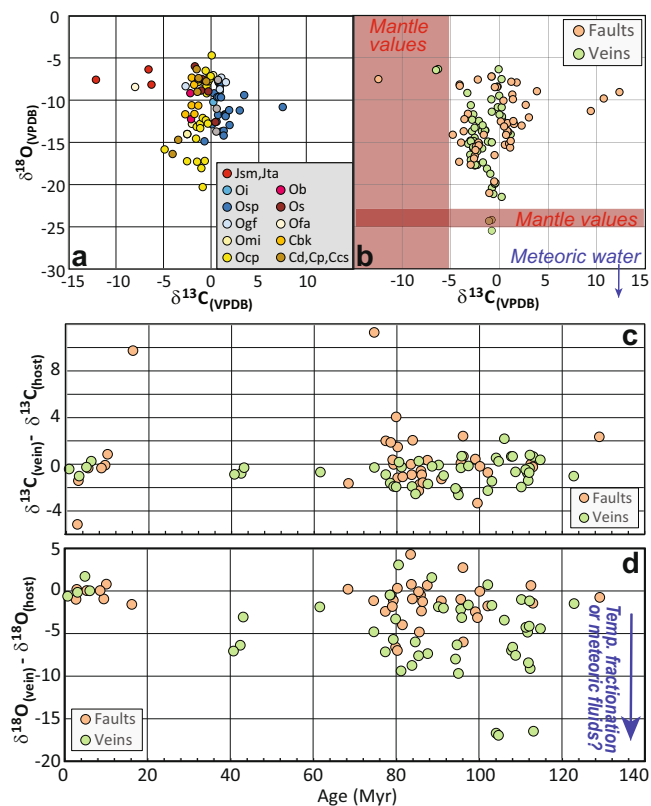 0
-5
-10
-15
-20
-25
-30
δ¹⁸O(VPDB)
Jsm,Jta
Oi
Ob
Osp
Os
Ogf
Ofa
Omi
Cbk
Ocp
Cd,Cp,Ccs
a
-15 -10 -5 0 5 10
δ¹³C(VPDB)
Mantle
values
Faults
Veins
Mantle values
b
Meteoric water
-15 -10 -5 0 5 10 15
δ¹³C(VPDB)
c
8
4
0
-4
δ¹³C(vein)- δ¹³C(host)
Faults
Veins
d
5
0
-5
-10
-15
-20
δ¹⁸O(vein) - δ¹⁸O(host)
Temp. fractionation
or meteoric fluids?
Faults
Veins
0 20 40 60 80 100 120 140
Age (Myr)